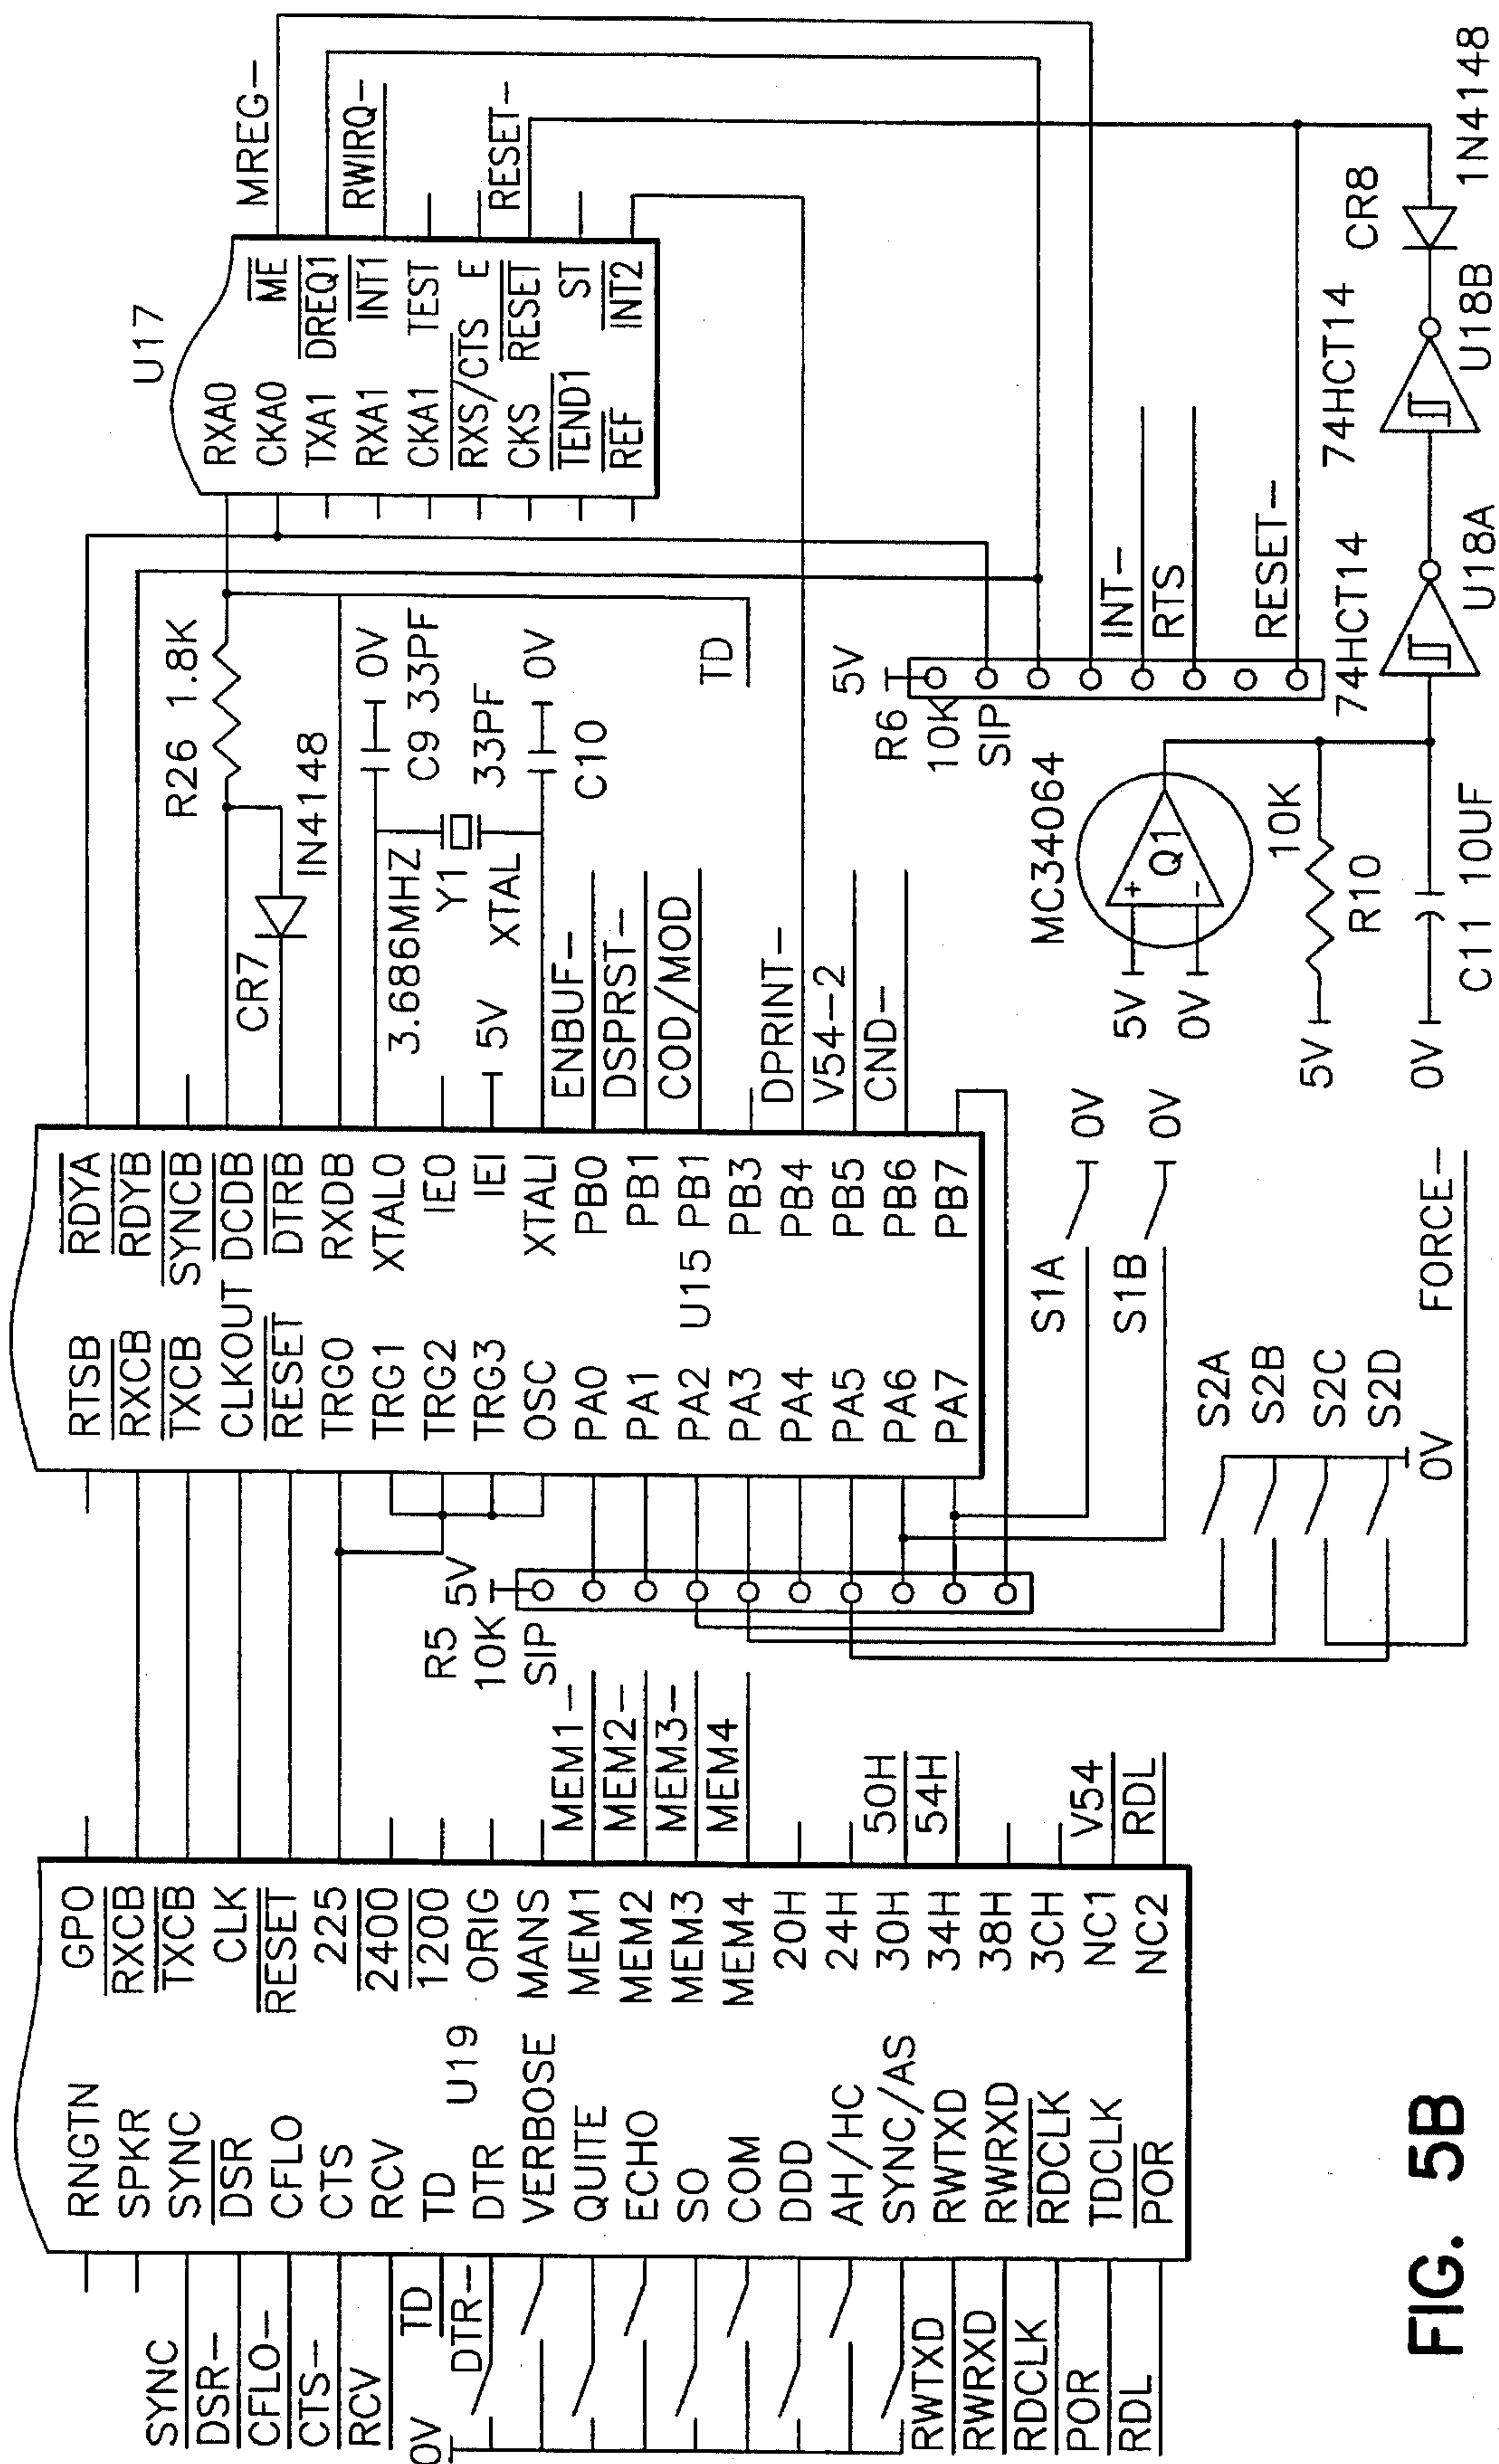 RNGTN
SPKR
SYNC
DSR
CFLO
CTS
RCV
TD
DTR
VERBOSE
QUITE
ECHO
SO
COM
DDD
AH/HC
SYNC/AS
RWTXD
RWRXD
RDCLK
TDCLK
POR
U19
GPO
RXCB
TXCB
CLK
RESET
225
2400
1200
ORIG
MANS
MEM1
MEM2
MEM3
MEM4
20H
24H
30H
34H
38H
3CH
NC1
NC2
SYNC
DSR-
CFLO-
CTS-
RCV
TD
DTR-
0V
RWTXD
RWRXD
RDCLK
POR
RDL
MEM1-
MEM2-
MEM3-
MEM4
50H
54H
V54
RDL
R5 5V
10K
SIP
RTSB
RXCB
TXCB
CLKOUT
RESET
TRG0
TRG1
TRG2
TRG3
OSC
PA0
PA1
PA2
PA3
PA4
PA5
PA6
PA7
U15
RDYA
RDYB
SYNCB
DCDB
DTRB
RXDB
XTALO
IEO
IEI
XTALI
PB0
PB1
PB1
PB3
PB4
PB5
PB6
PB7
S1A
0V
S1B
0V
S2A
S2B
S2C
S2D
0V
FORCE-
CR7
IN4148
R26 1.8K
3.686MHZ
Y1
XTAL
5V
0V
C9 33PF
33PF
0V
C10
ENBUF-
DSPRST-
COD/MOD
DPRINT-
V54-2
CND-
TD
U17
RXA0
CKA0
TXA1
RXA1
CKA1
RXS/CTS
CKS
TEND1
REF
ME
DREQ1
INT1
TEST
E
RESET
ST
INT2
MREG-
RWIRQ-
RESET-
R6 5V
10K
SIP
INT-
RTS
RESET-
MC34064
Q1
+
-
5V
0V
5V
10K
R10
0V
C11 10UF
74HCT14
U18A
74HCT14
U18B
CR8
1N4148
FIG. 5B